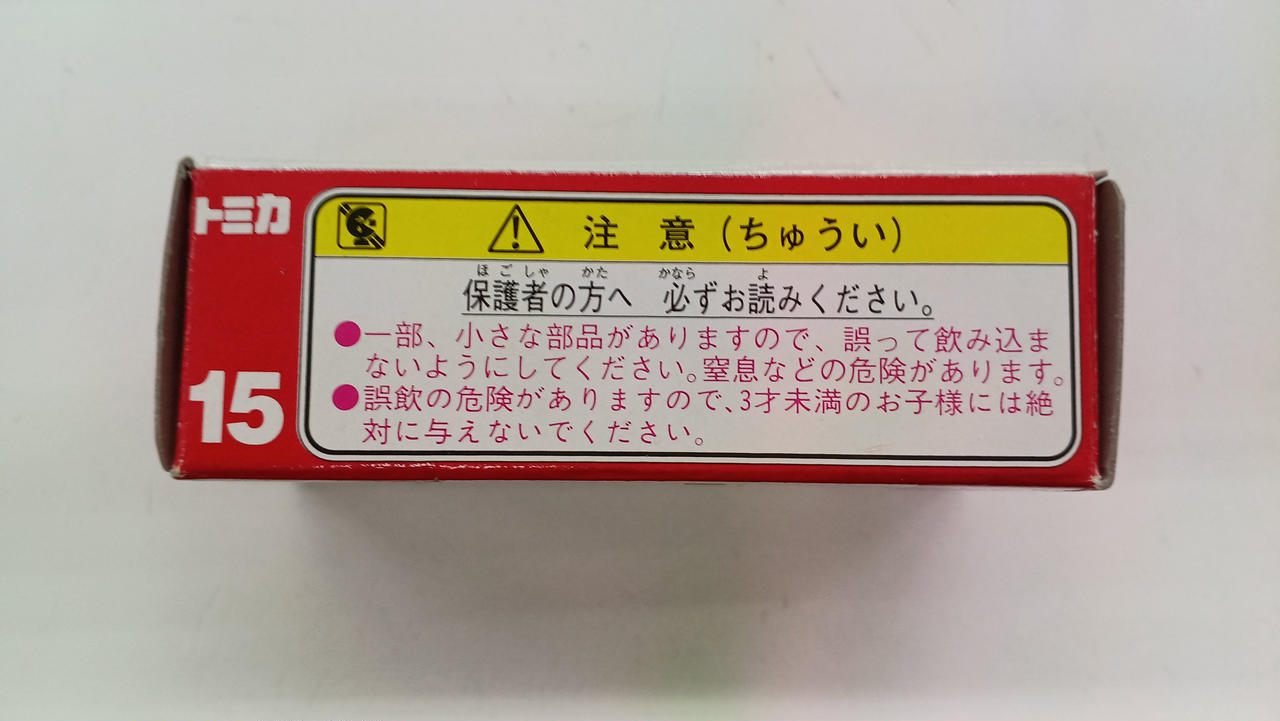 トミカ
15
注 意 (ちゅうい)
ほごしゃ かた かなら よ
保護者の方へ 必ずお読みください。
●一部、小さな部品がありますので、誤って飲み込ま
ないようにしてください。窒息などの危険があります。
●誤飲の危険がありますので、3才未満のお子様には絶
対に与えないでください。